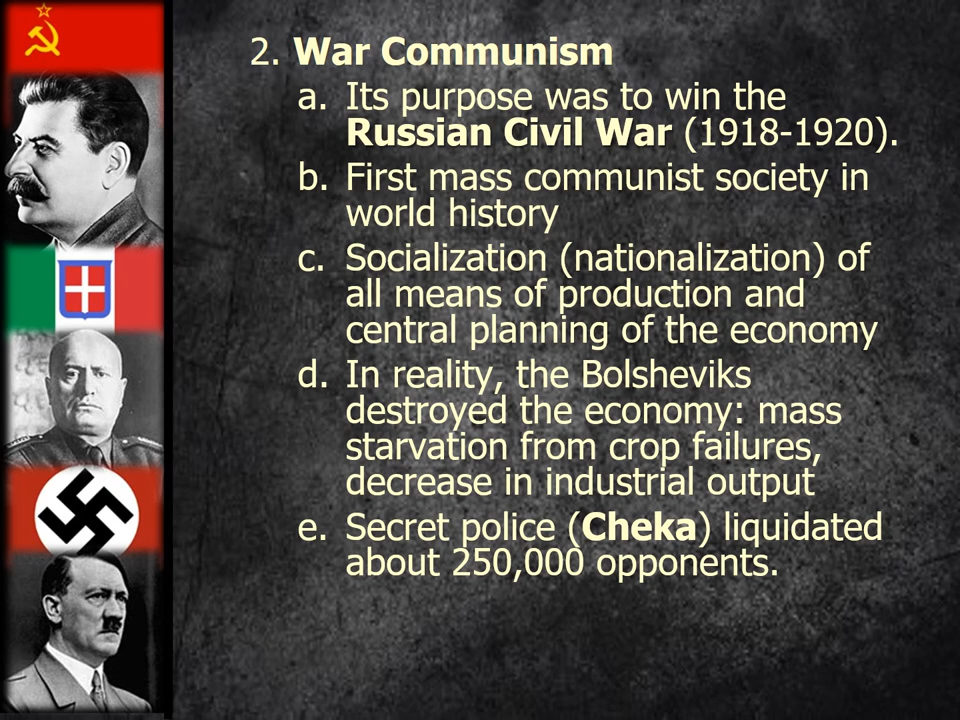 2. War Communism
a. Its purpose was to win the
Russian Civil War (1918-1920).
b. First mass communist society in
world history
c. Socialization (nationalization) of
all means of production and
central planning of the economy
d. In reality, the Bolsheviks
destroyed the economy: mass
starvation from crop failures,
decrease in industrial output
e. Secret police (Cheka) liquidated
about 250,000 opponents.